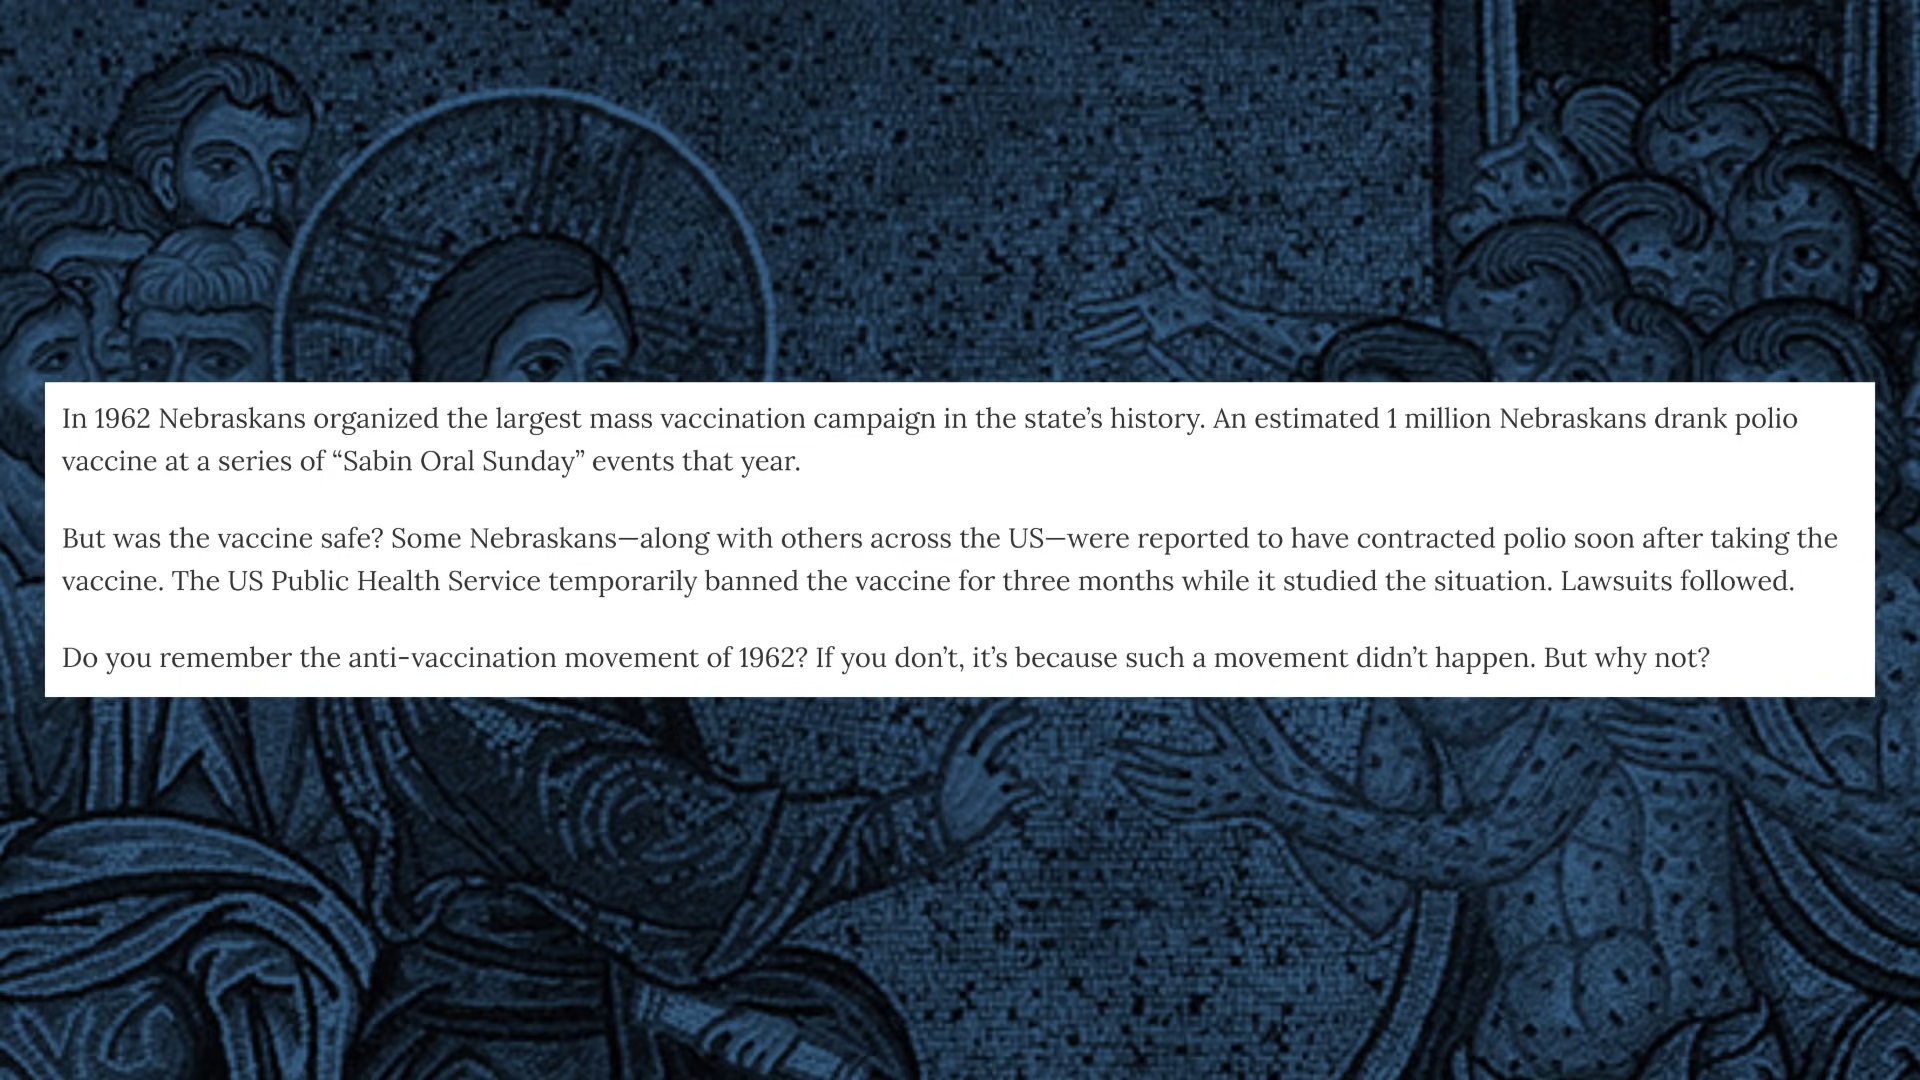 In 1962 Nebraskans organized the largest mass vaccination campaign in the state’s history. An estimated 1 million Nebraskans drank polio
vaccine at a series of “Sabin Oral Sunday” events that year.
But was the vaccine safe? Some Nebraskans—along with others across the US—were reported to have contracted polio soon after taking the
vaccine. The US Public Health Service temporarily banned the vaccine for three months while it studied the situation. Lawsuits followed.
Do you remember the anti-vaccination movement of 1962? If you don’t, it’s because such a movement didn’t happen. But why not?